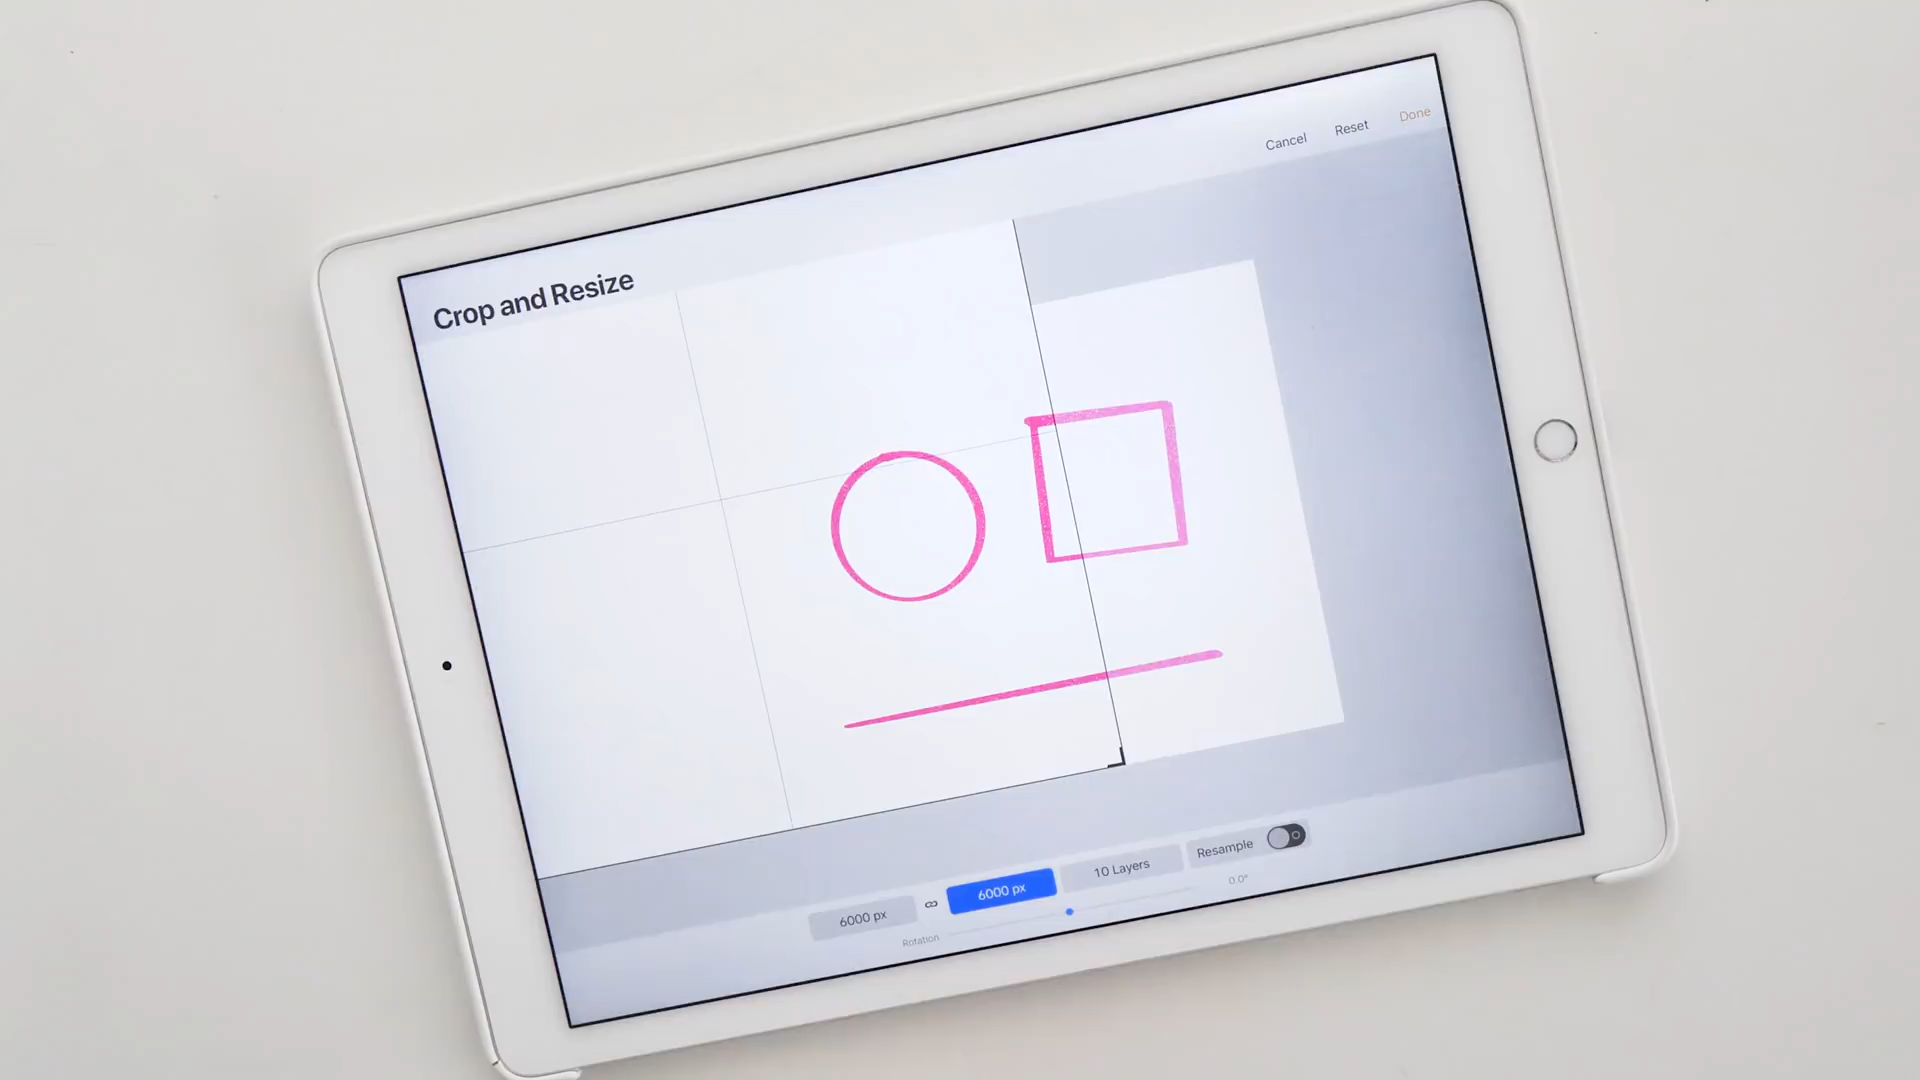 Cancel Reset Done
Crop and Resize
6000 px 6000 px 10 Layers Resample
Rotation 0.0°